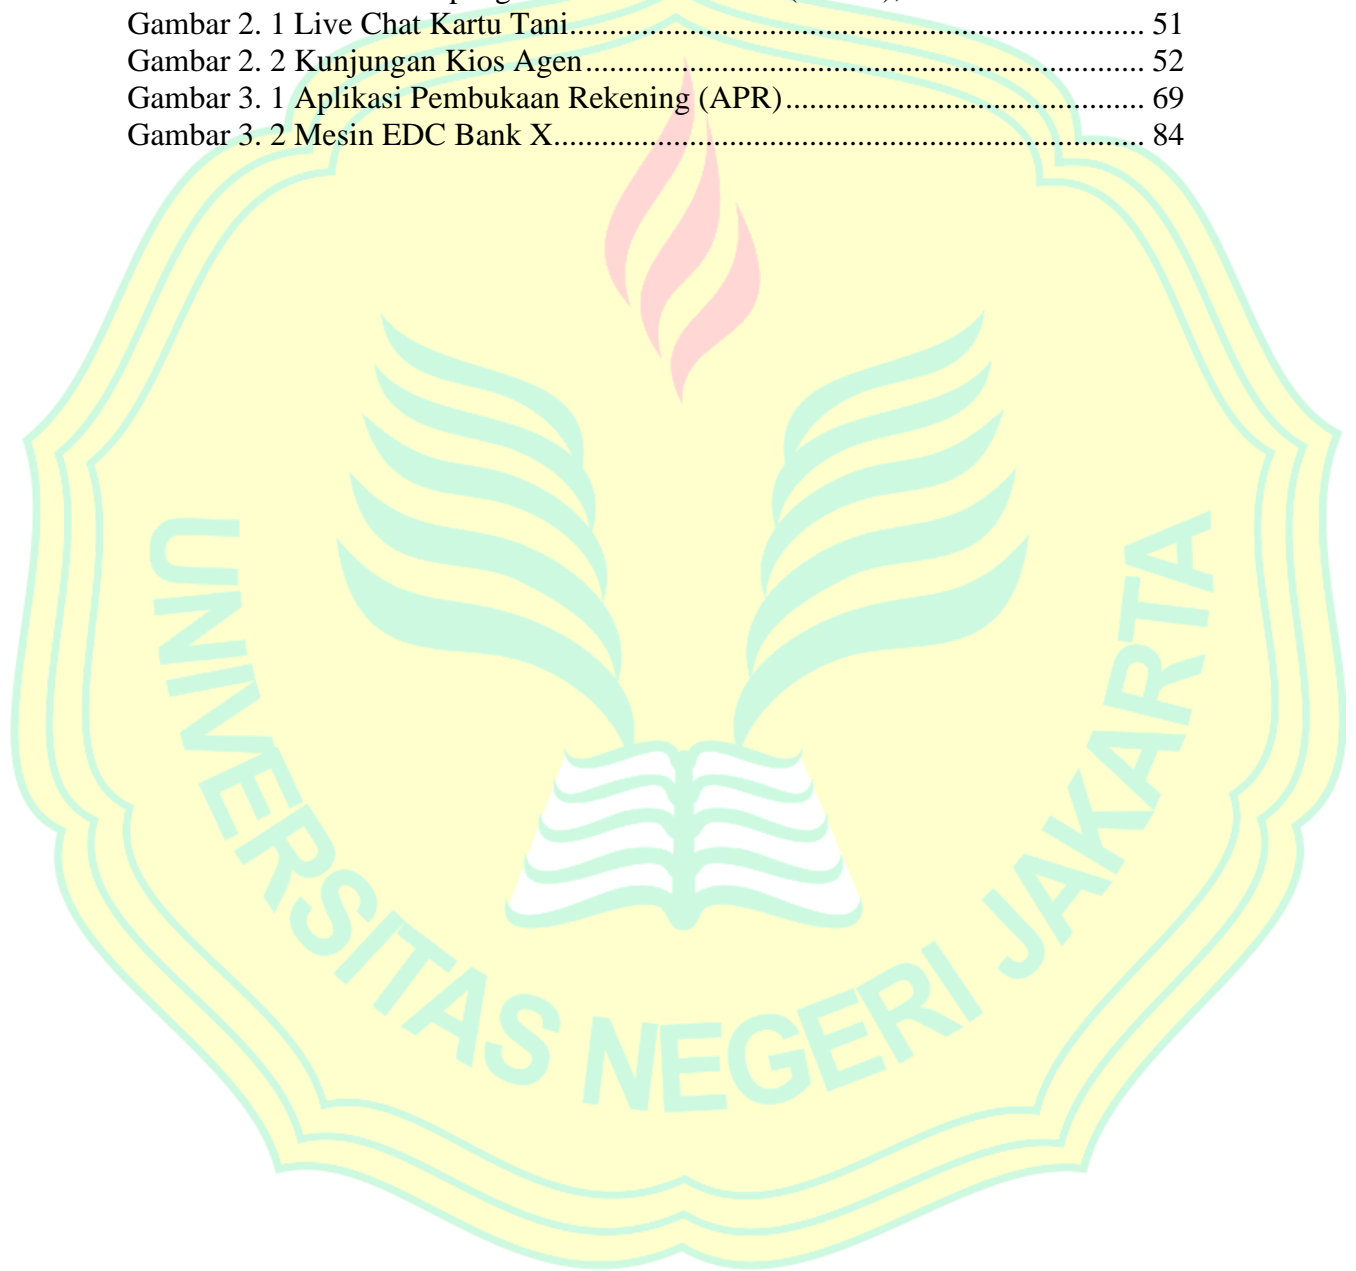 Gambar 2. 1 Live Chat Kartu Tani........................................................................ 51
Gambar 2. 2 Kunjungan Kios Agen...................................................................... 52
Gambar 3. 1 Aplikasi Pembukaan Rekening (APR)............................................. 69
Gambar 3. 2 Mesin EDC Bank X.......................................................................... 84
UNIVERSITAS NEGERI JAKARTA